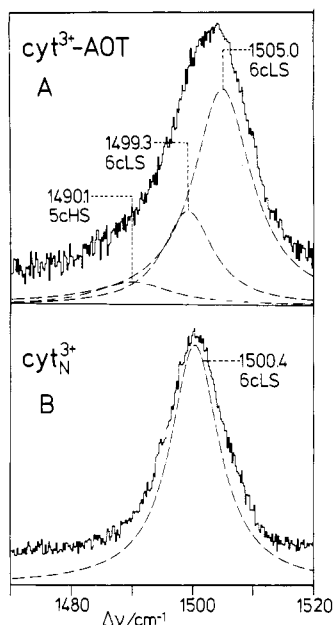 cyt³⁺-AOT
A
1505.0
6cLS
1499.3
6cLS
1490.1
5cHS
cyt_N³⁺
B
1500.4
6cLS
1480 1500 1520
Δν/cm⁻¹